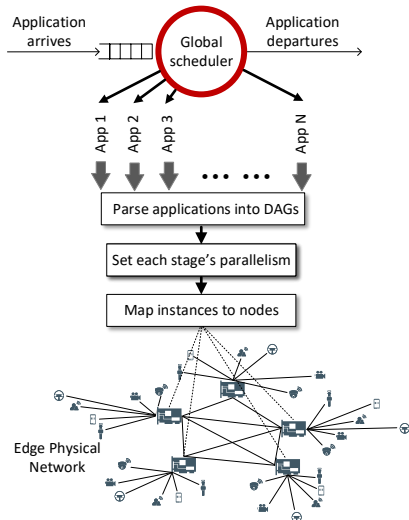 Application
arrives
Global
scheduler
Application
departures
App 1
App 2
App 3
App N
Parse applications into DAGs
Set each stage's parallelism
Map instances to nodes
Edge Physical
Network